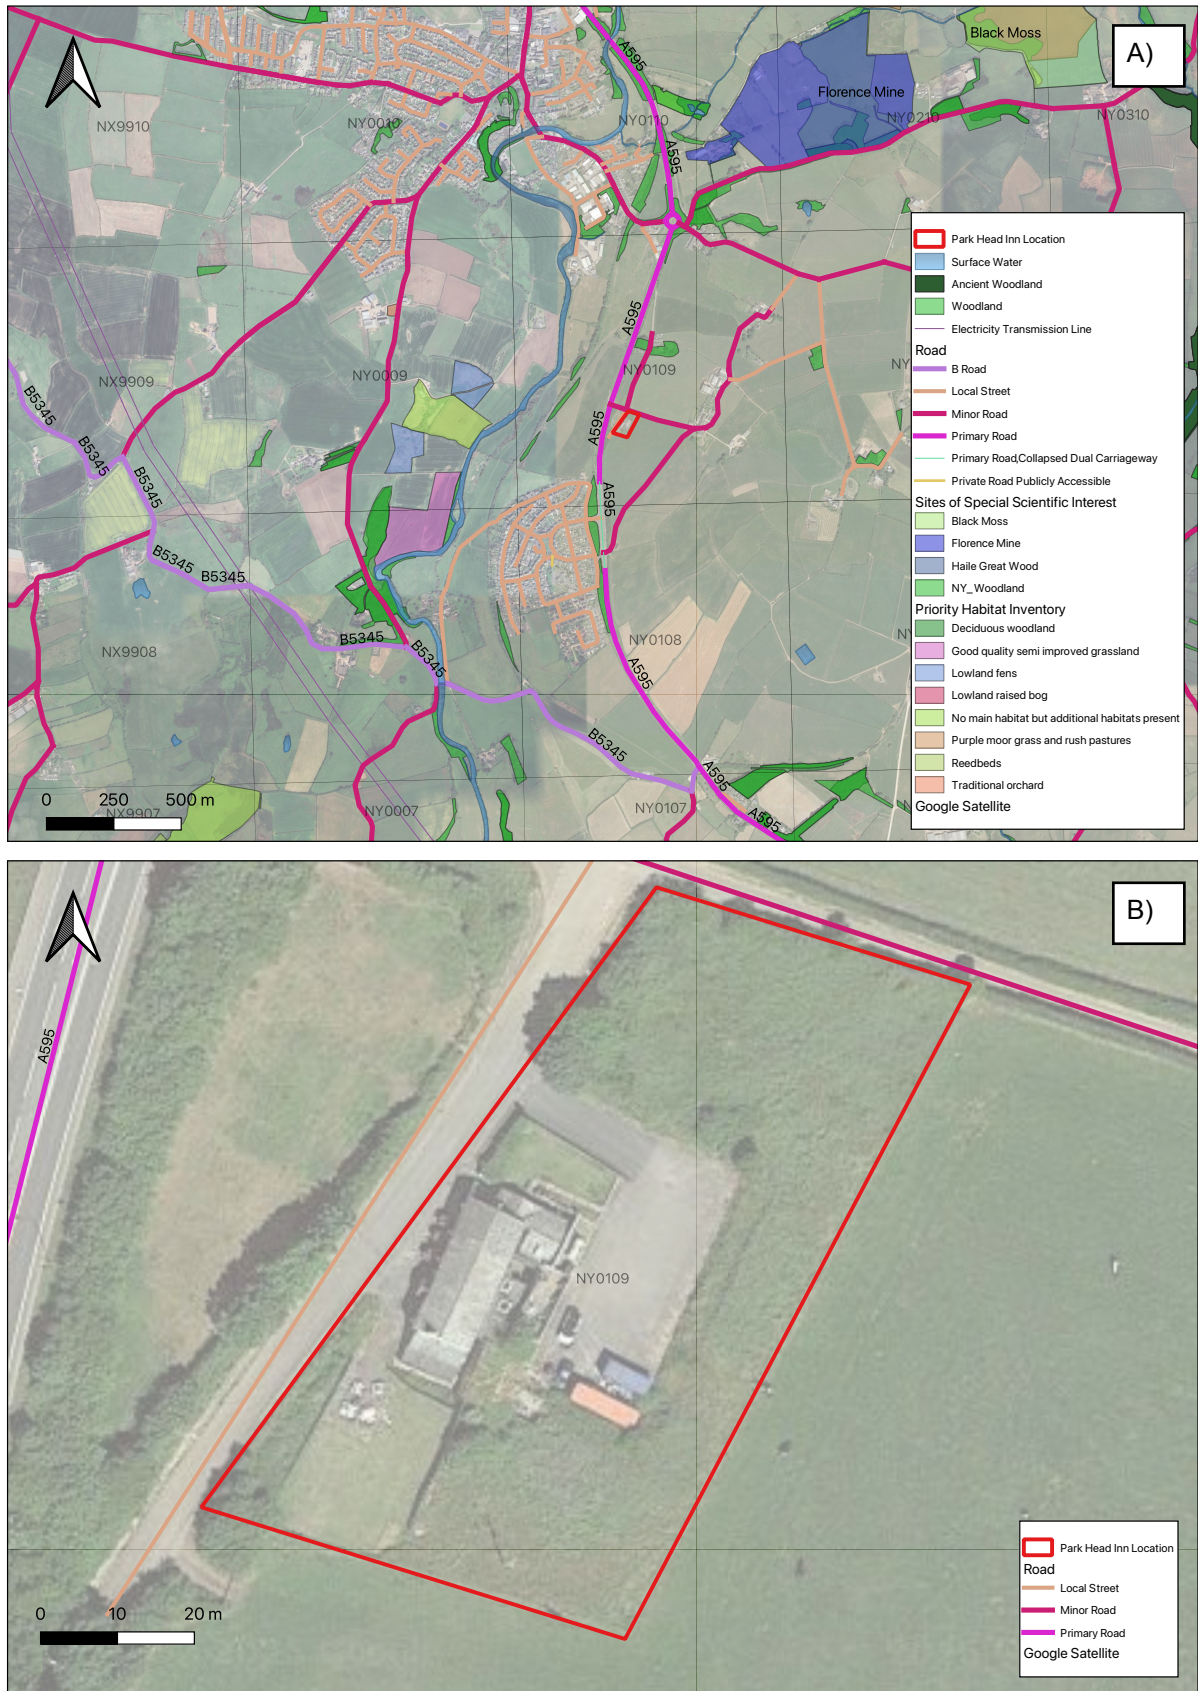 A)
Black Moss
A595
Florence Mine
NX9910
NY0010
NY0110
NY0210
NY0310
A595
Park Head Inn Location
Surface Water
Ancient Woodland
Woodland
Electricity Transmission Line
Road
B Road
Local Street
Minor Road
Primary Road
Primary Road,Collapsed Dual Carriageway
Private Road Publicly Accessible
Sites of Special Scientific Interest
Black Moss
Florence Mine
Haile Great Wood
NY_Woodland
Priority Habitat Inventory
Deciduous woodland
Good quality semi improved grassland
Lowland fens
Lowland raised bog
No main habitat but additional habitats present
Purple moor grass and rush pastures
Reedbeds
Traditional orchard
Google Satellite
A595
NX9909
NY0009
NY0109
NY
B5345
B5345
B5345
A595
A595
B5345
B5345
B5345
B5345
NX9908
NY0108
NY
A595
B5345
A595
A595
0 250 500 m
NX9907
NY0007
NY0107
NY
B)
A595
NY0109
0 10 20 m
Park Head Inn Location
Road
Local Street
Minor Road
Primary Road
Google Satellite